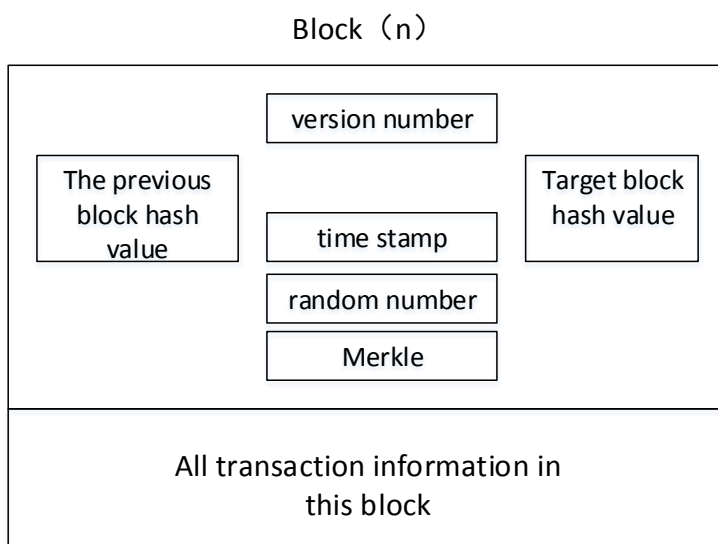 Block（n）
version number
The previous
block hash
value
Target block
hash value
time stamp
random number
Merkle
All transaction information in
this block